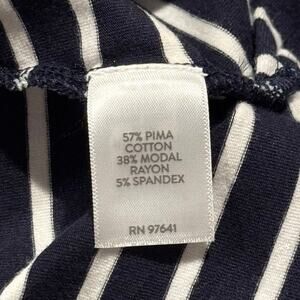 57% PIMA
COTTON
38% MODAL
RAYON
5% SPANDEX
RN 97641